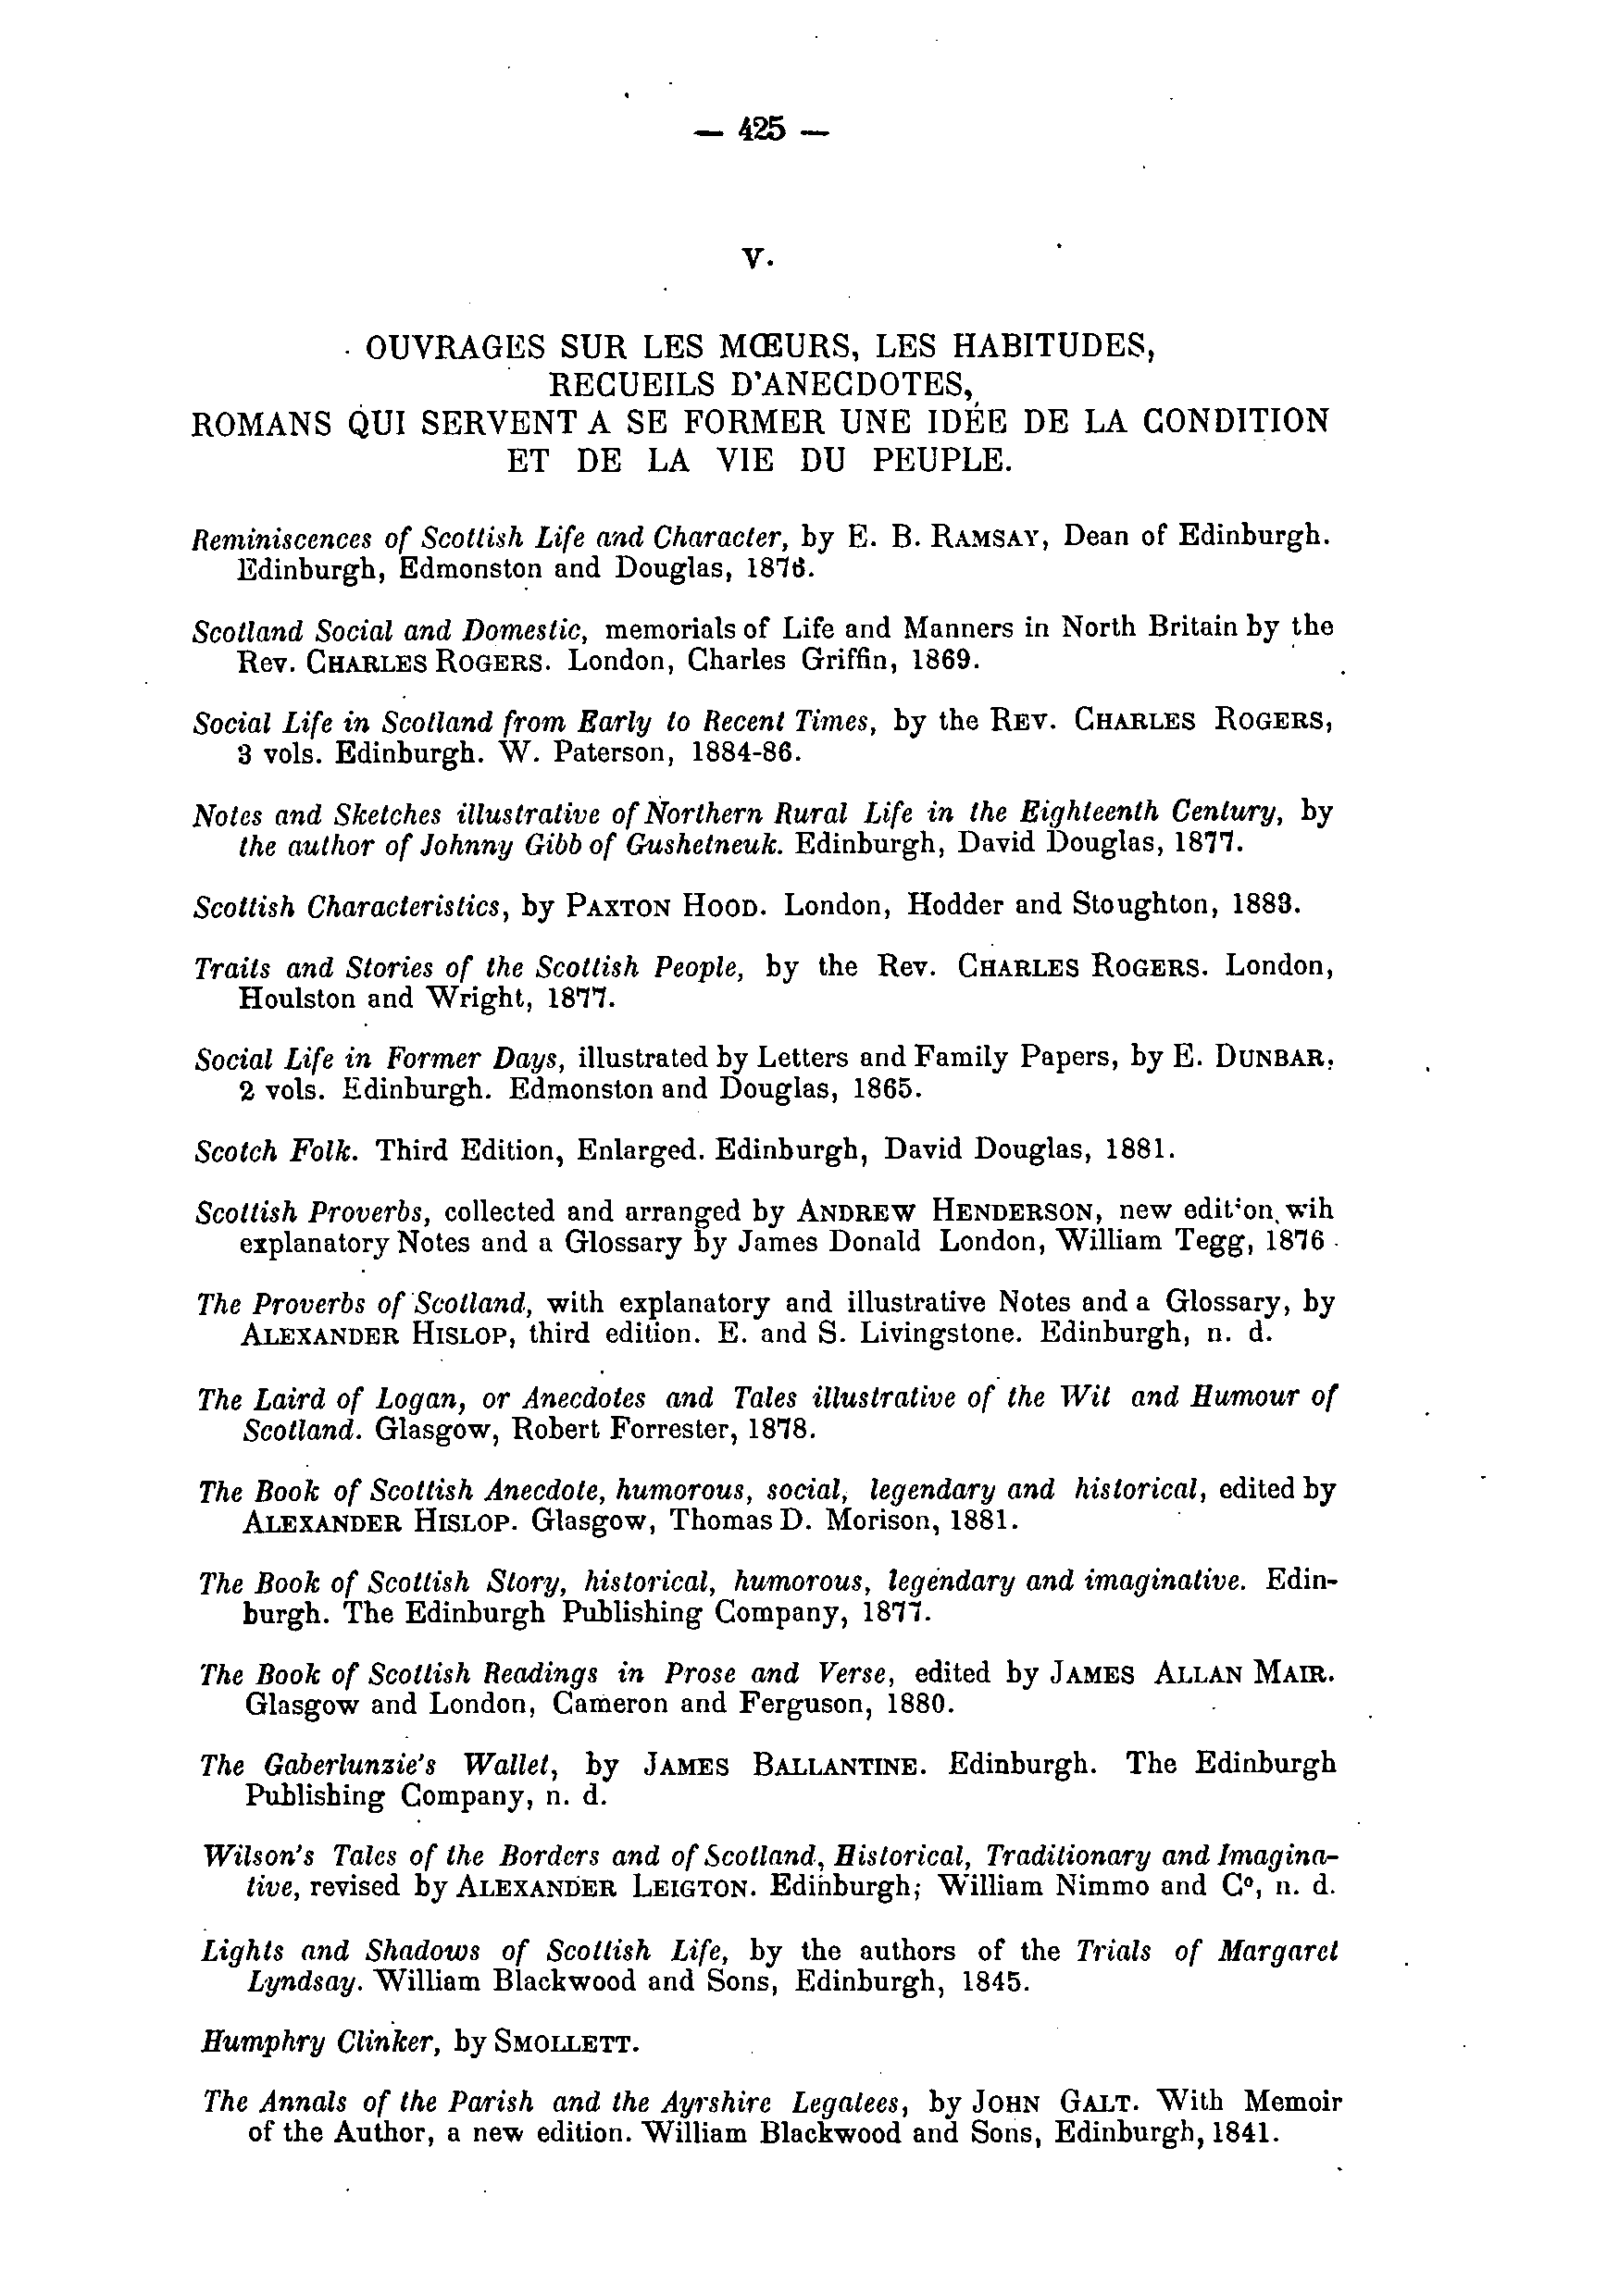 — 425 —
V.
OUVRAGES SUR LES MŒURS, LES HABITUDES,
RECUEILS D'ANECDOTES,
ROMANS QUI SERVENT A SE FORMER UNE IDÉE DE LA CONDITION
ET DE LA VIE DU PEUPLE.
Reminiscences of Scottish Life and Character, by E. B. RAMSAY, Dean of Edinburgh.
Edinburgh, Edmonston and Douglas, 1876.
Scotland Social and Domestic, memorials of Life and Manners in North Britain by the
Rev. CHARLES ROGERS. London, Charles Griffin, 1869.
Social Life in Scotland from Early to Recent Times, by the REV. CHARLES ROGERS,
3 vols. Edinburgh. W. Paterson, 1884-86.
Notes and Sketches illustrative of Northern Rural Life in the Eighteenth Century, by
the author of Johnny Gibb of Gushetneuk. Edinburgh, David Douglas, 1877.
Scottish Characteristics, by PAXTON HOOD. London, Hodder and Stoughton, 1883.
Traits and Stories of the Scottish People, by the Rev. CHARLES ROGERS. London,
Houlston and Wright, 1877.
Social Life in Former Days, illustrated by Letters and Family Papers, by E. DUNBAR.
2 vols. Edinburgh. Edmonston and Douglas, 1865.
Scotch Folk. Third Edition, Enlarged. Edinburgh, David Douglas, 1881.
Scottish Proverbs, collected and arranged by ANDREW HENDERSON, new edition, wih
explanatory Notes and a Glossary by James Donald London, William Tegg, 1876.
The Proverbs of Scotland, with explanatory and illustrative Notes and a Glossary, by
ALEXANDER HISLOP, third edition. E. and S. Livingstone. Edinburgh, n. d.
The Laird of Logan, or Anecdotes and Tales illustrative of the Wit and Humour of
Scotland. Glasgow, Robert Forrester, 1878.
The Book of Scottish Anecdote, humorous, social, legendary and historical, edited by
ALEXANDER HISLOP. Glasgow, Thomas D. Morison, 1881.
The Book of Scottish Story, historical, humorous, legendary and imaginative. Edin-
burgh. The Edinburgh Publishing Company, 1877.
The Book of Scottish Readings in Prose and Verse, edited by JAMES ALLAN MAIR.
Glasgow and London, Cameron and Ferguson, 1880.
The Gaberlunzie's Wallet, by JAMES BALLANTINE. Edinburgh. The Edinburgh
Publishing Company, n. d.
Wilson's Tales of the Borders and of Scotland, Historical, Traditionary and Imagina-
tive, revised by ALEXANDER LEIGTON. Edinburgh; William Nimmo and Cº, n. d.
Lights and Shadows of Scottish Life, by the authors of the Trials of Margaret
Lyndsay. William Blackwood and Sons, Edinburgh, 1845.
Humphry Clinker, by SMOLLETT.
The Annals of the Parish and the Ayrshire Legatees, by JOHN GALT. With Memoir
of the Author, a new edition. William Blackwood and Sons, Edinburgh, 1841.